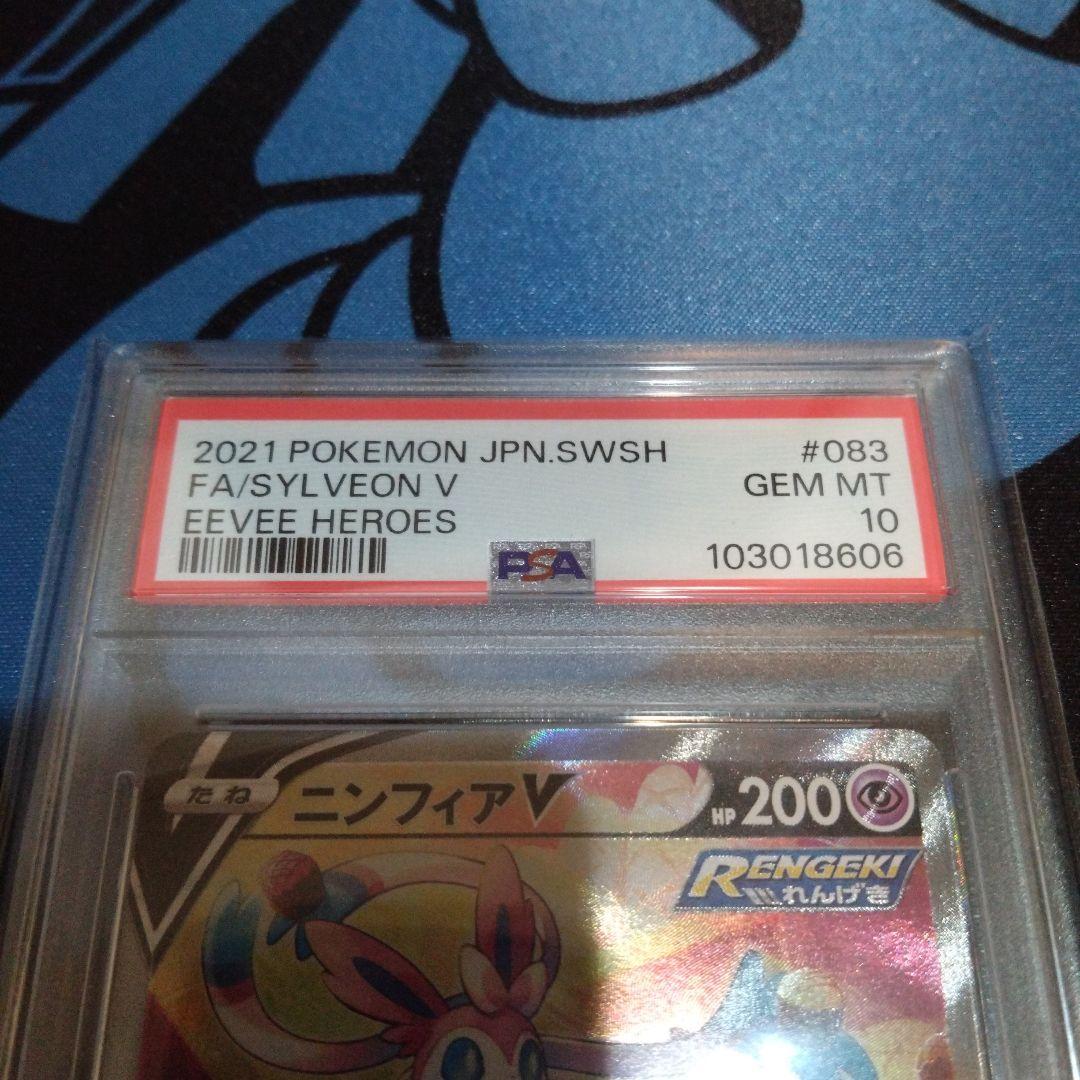 2021 POKEMON JPN.SWSH #083
FA/SYLVEON V GEM MT
EEVEE HEROES 10
PSA 103018606
たね ニンフィアV HP 200
RENGEKI
れんげき